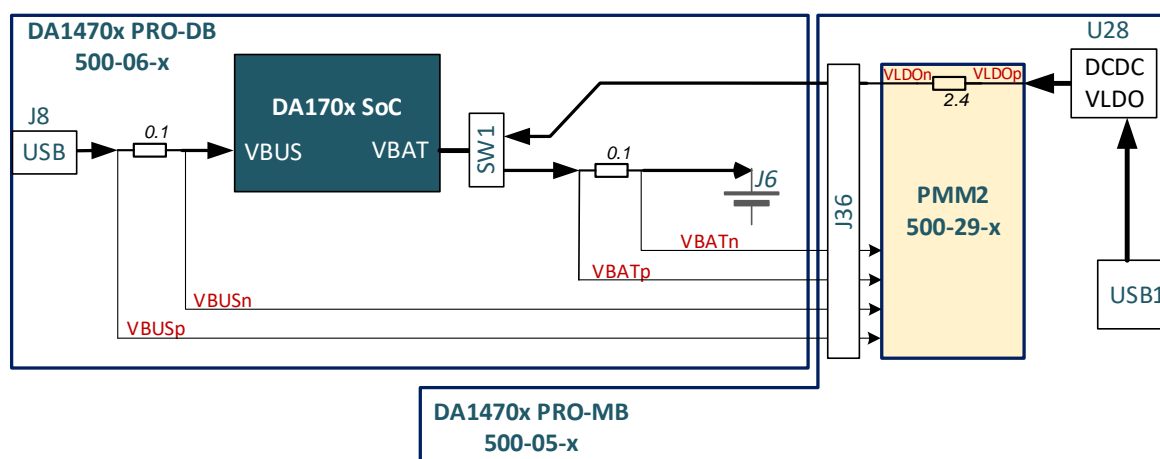 DA1470x PRO-DB
500-06-x
J8
USB
0.1
DA170x SoC
VBUS
VBAT
SW1
0.1
J6
VBATn
VBATp
VBUSn
VBUSp
J36
VLDOn
VLDOp
2.4
PMM2
500-29-x
U28
DCDC
VLDO
USB1
DA1470x PRO-MB
500-05-x